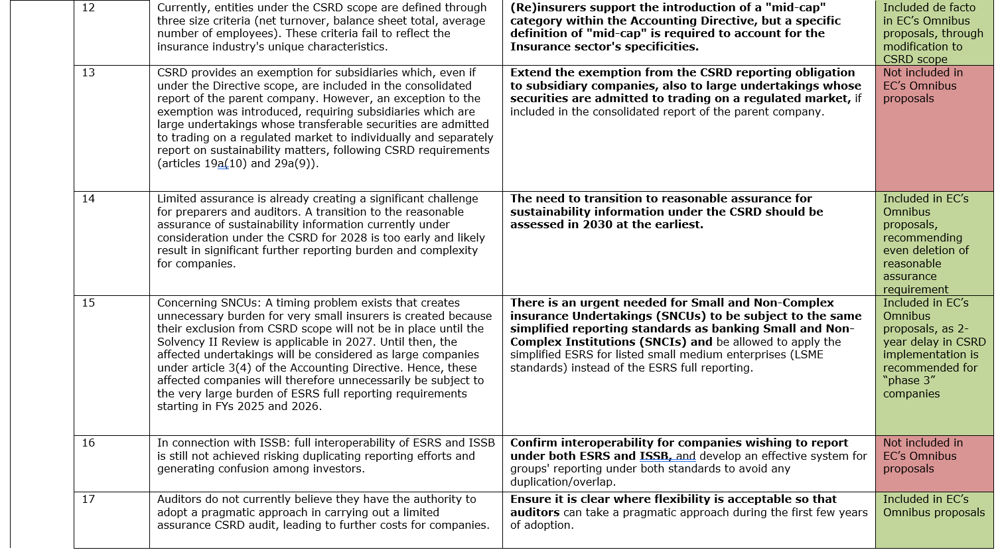 12
Currently, entities under the CSRD scope are defined through
three size criteria (net turnover, balance sheet total, average
number of employees). These criteria fail to reflect the
insurance industry's unique characteristics.
(Re)insurers support the introduction of a "mid-cap"
category within the Accounting Directive, but a specific
definition of "mid-cap" is required to account for the
Insurance sector's specificities.
Included de facto
in EC’s Omnibus
proposals, through
modification to
CSRD scope
13
CSRD provides an exemption for subsidiaries which, even if
under the Directive scope, are included in the consolidated
report of the parent company. However, an exception to the
exemption was introduced, requiring subsidiaries which are
large undertakings whose transferable securities are admitted
to trading on a regulated market to individually and separately
report on sustainability matters, following CSRD requirements
(articles 19a(10) and 29a(9)).
Extend the exemption from the CSRD reporting obligation
to subsidiary companies, also to large undertakings whose
securities are admitted to trading on a regulated market, if
included in the consolidated report of the parent company.
Not included in
EC’s Omnibus
proposals
14
Limited assurance is already creating a significant challenge
for preparers and auditors. A transition to the reasonable
assurance of sustainability information currently under
consideration under the CSRD for 2028 is too early and likely
result in significant further reporting burden and complexity
for companies.
The need to transition to reasonable assurance for
sustainability information under the CSRD should be
assessed in 2030 at the earliest.
Included in EC’s
Omnibus
proposals,
recommending
even deletion of
reasonable
assurance
requirement
15
Concerning SNCUs: A timing problem exists that creates
unnecessary burden for very small insurers is created because
their exclusion from CSRD scope will not be in place until the
Solvency II Review is applicable in 2027. Until then, the
affected undertakings will be considered as large companies
under article 3(4) of the Accounting Directive. Hence, these
affected companies will therefore unnecessarily be subject to
the very large burden of ESRS full reporting requirements
starting in FYs 2025 and 2026.
There is an urgent needed for Small and Non-Complex
insurance Undertakings (SNCUs) to be subject to the same
simplified reporting standards as banking Small and Non-
Complex Institutions (SNCIs) and be allowed to apply the
simplified ESRS for listed small medium enterprises (LSME
standards) instead of the ESRS full reporting.
Included in EC’s
Omnibus
proposals, as 2-
year delay in CSRD
implementation is
recommended for
“phase 3”
companies
16
In connection with ISSB: full interoperability of ESRS and ISSB
is still not achieved risking duplicating reporting efforts and
generating confusion among investors.
Confirm interoperability for companies wishing to report
under both ESRS and ISSB, and develop an effective system for
groups' reporting under both standards to avoid any
duplication/overlap.
Not included in
EC’s Omnibus
proposals
17
Auditors do not currently believe they have the authority to
adopt a pragmatic approach in carrying out a limited
assurance CSRD audit, leading to further costs for companies.
Ensure it is clear where flexibility is acceptable so that
auditors can take a pragmatic approach during the first few years
of adoption.
Included in EC’s
Omnibus proposals